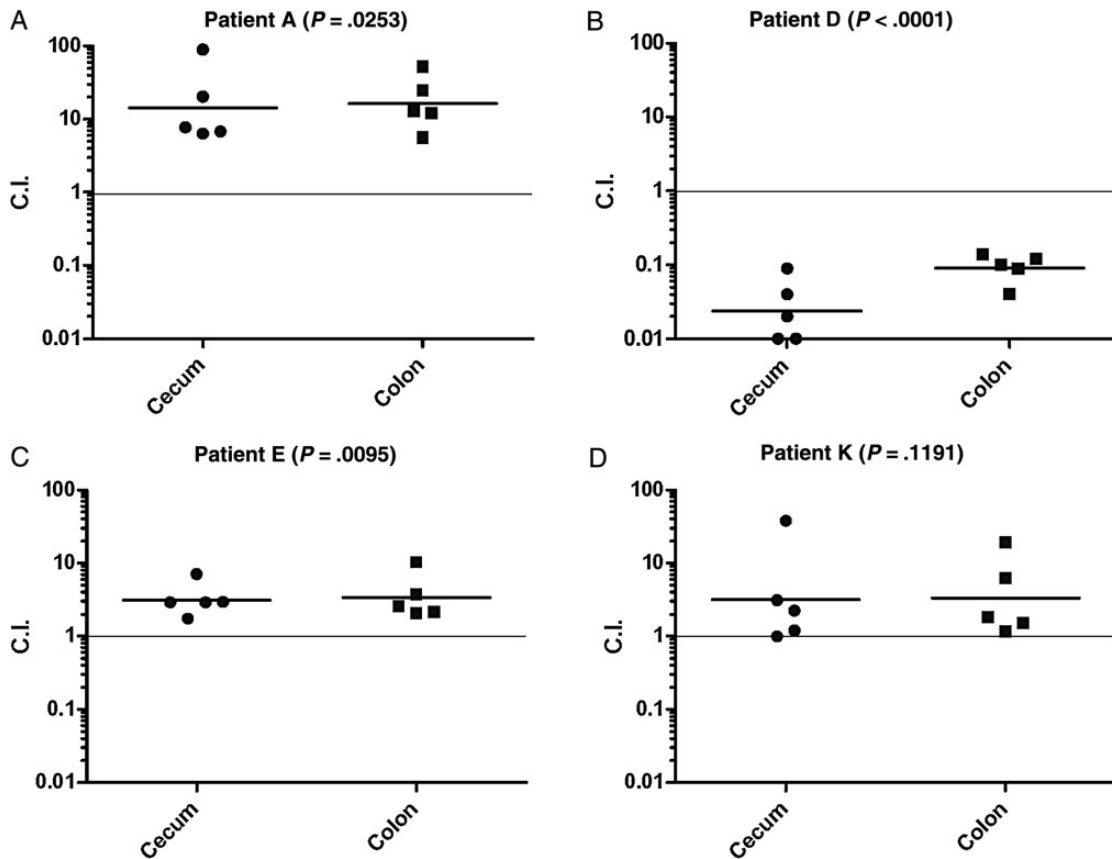 A
Patient A (P = .0253)
C.I.
100
10
1
0.1
0.01
Cecum
Colon
B
Patient D (P < .0001)
C.I.
100
10
1
0.1
0.01
Cecum
Colon
C
Patient E (P = .0095)
C.I.
100
10
1
0.1
0.01
Cecum
Colon
D
Patient K (P = .1191)
C.I.
100
10
1
0.1
0.01
Cecum
Colon